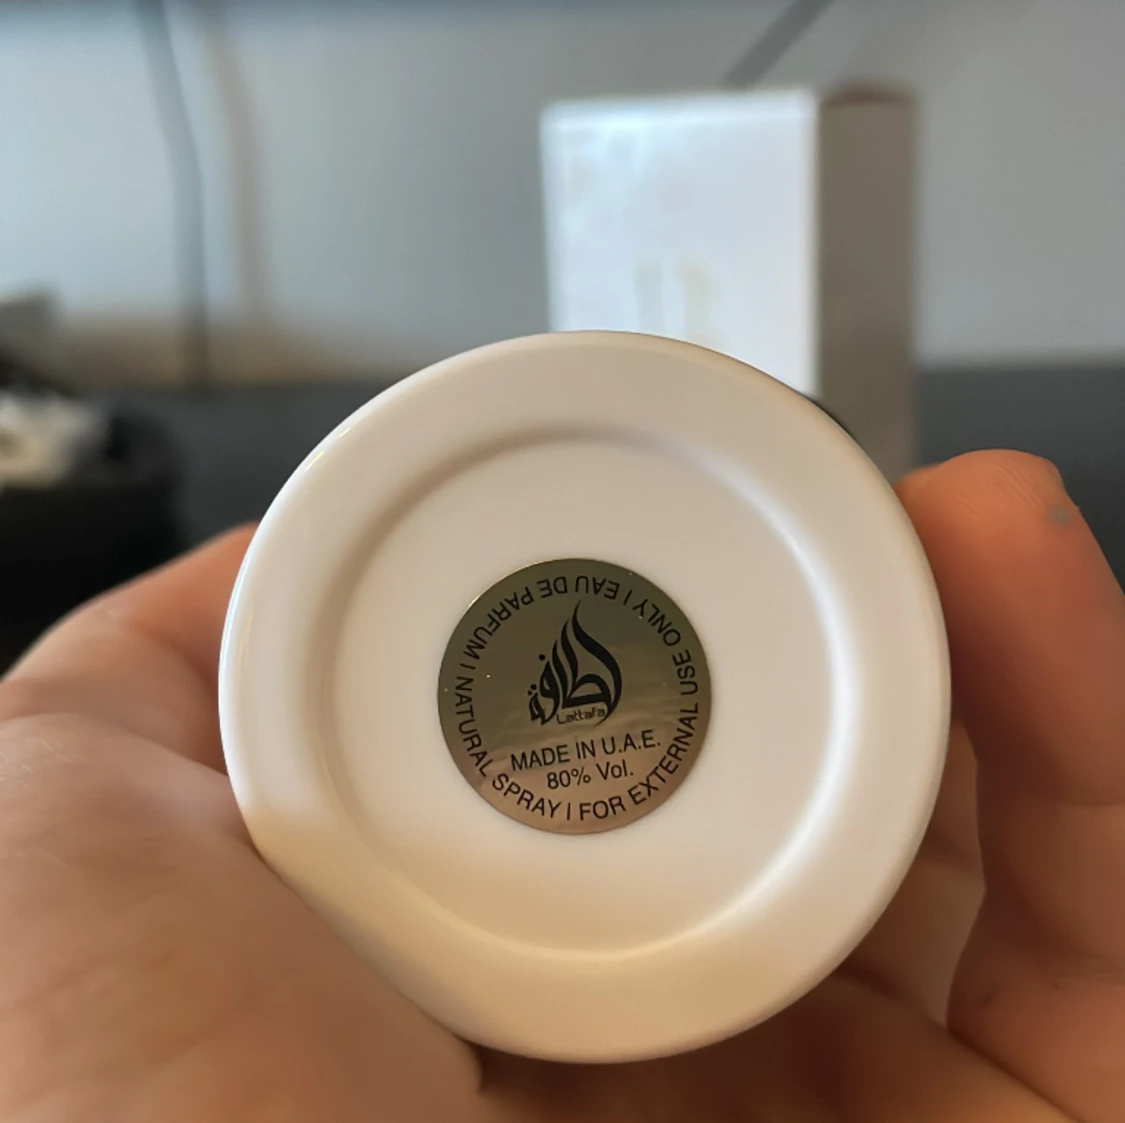 لطافة
Lattafa
MADE IN U.A.E.
80% Vol.
EAU DE PARFUM | NATURAL SPRAY | FOR EXTERNAL USE ONLY |